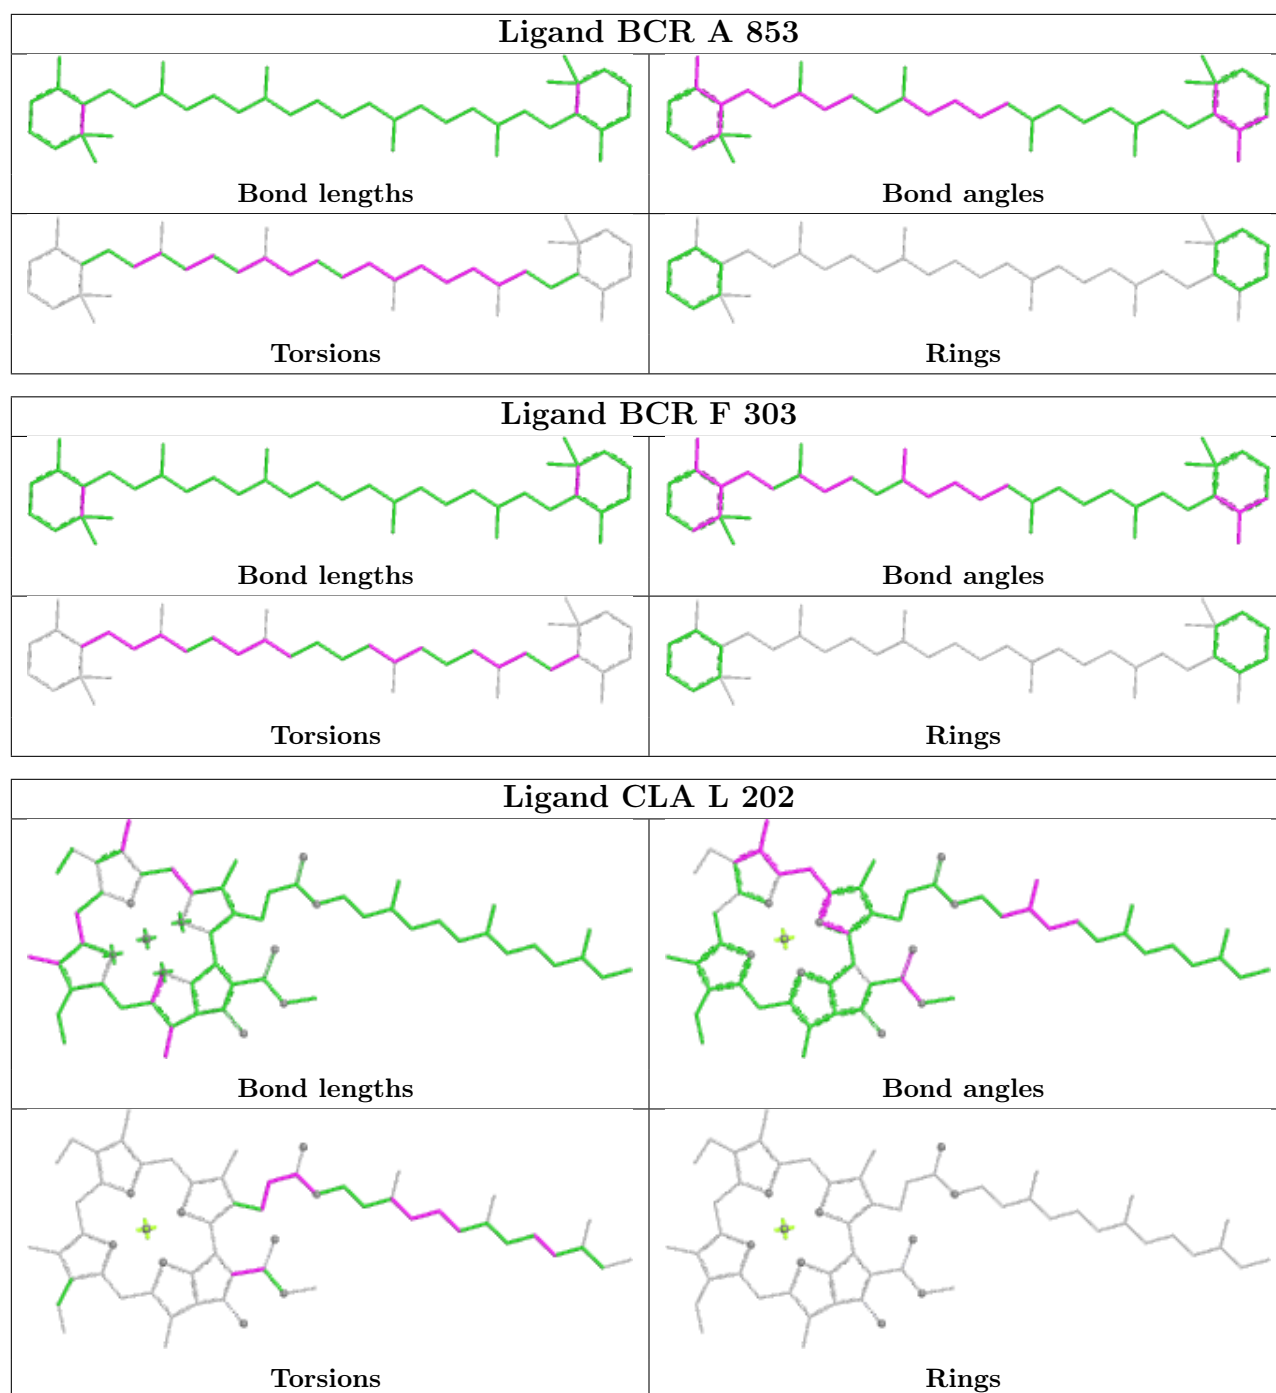 Ligand BCR A 853
Bond lengths
Bond angles
Torsions
Rings
Ligand BCR F 303
Bond lengths
Bond angles
Torsions
Rings
Ligand CLA L 202
Bond lengths
Bond angles
Torsions
Rings